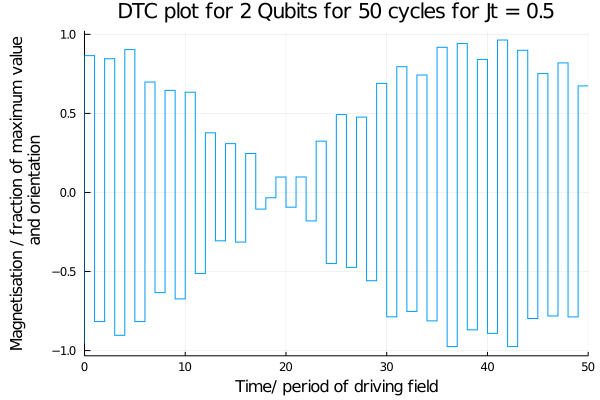 DTC plot for 2 Qubits for 50 cycles for Jt = 0.5
Magnetisation / fraction of maximum value
and orientation
1.0
0.5
0.0
−0.5
−1.0
0 10 20 30 40 50
Time/ period of driving field